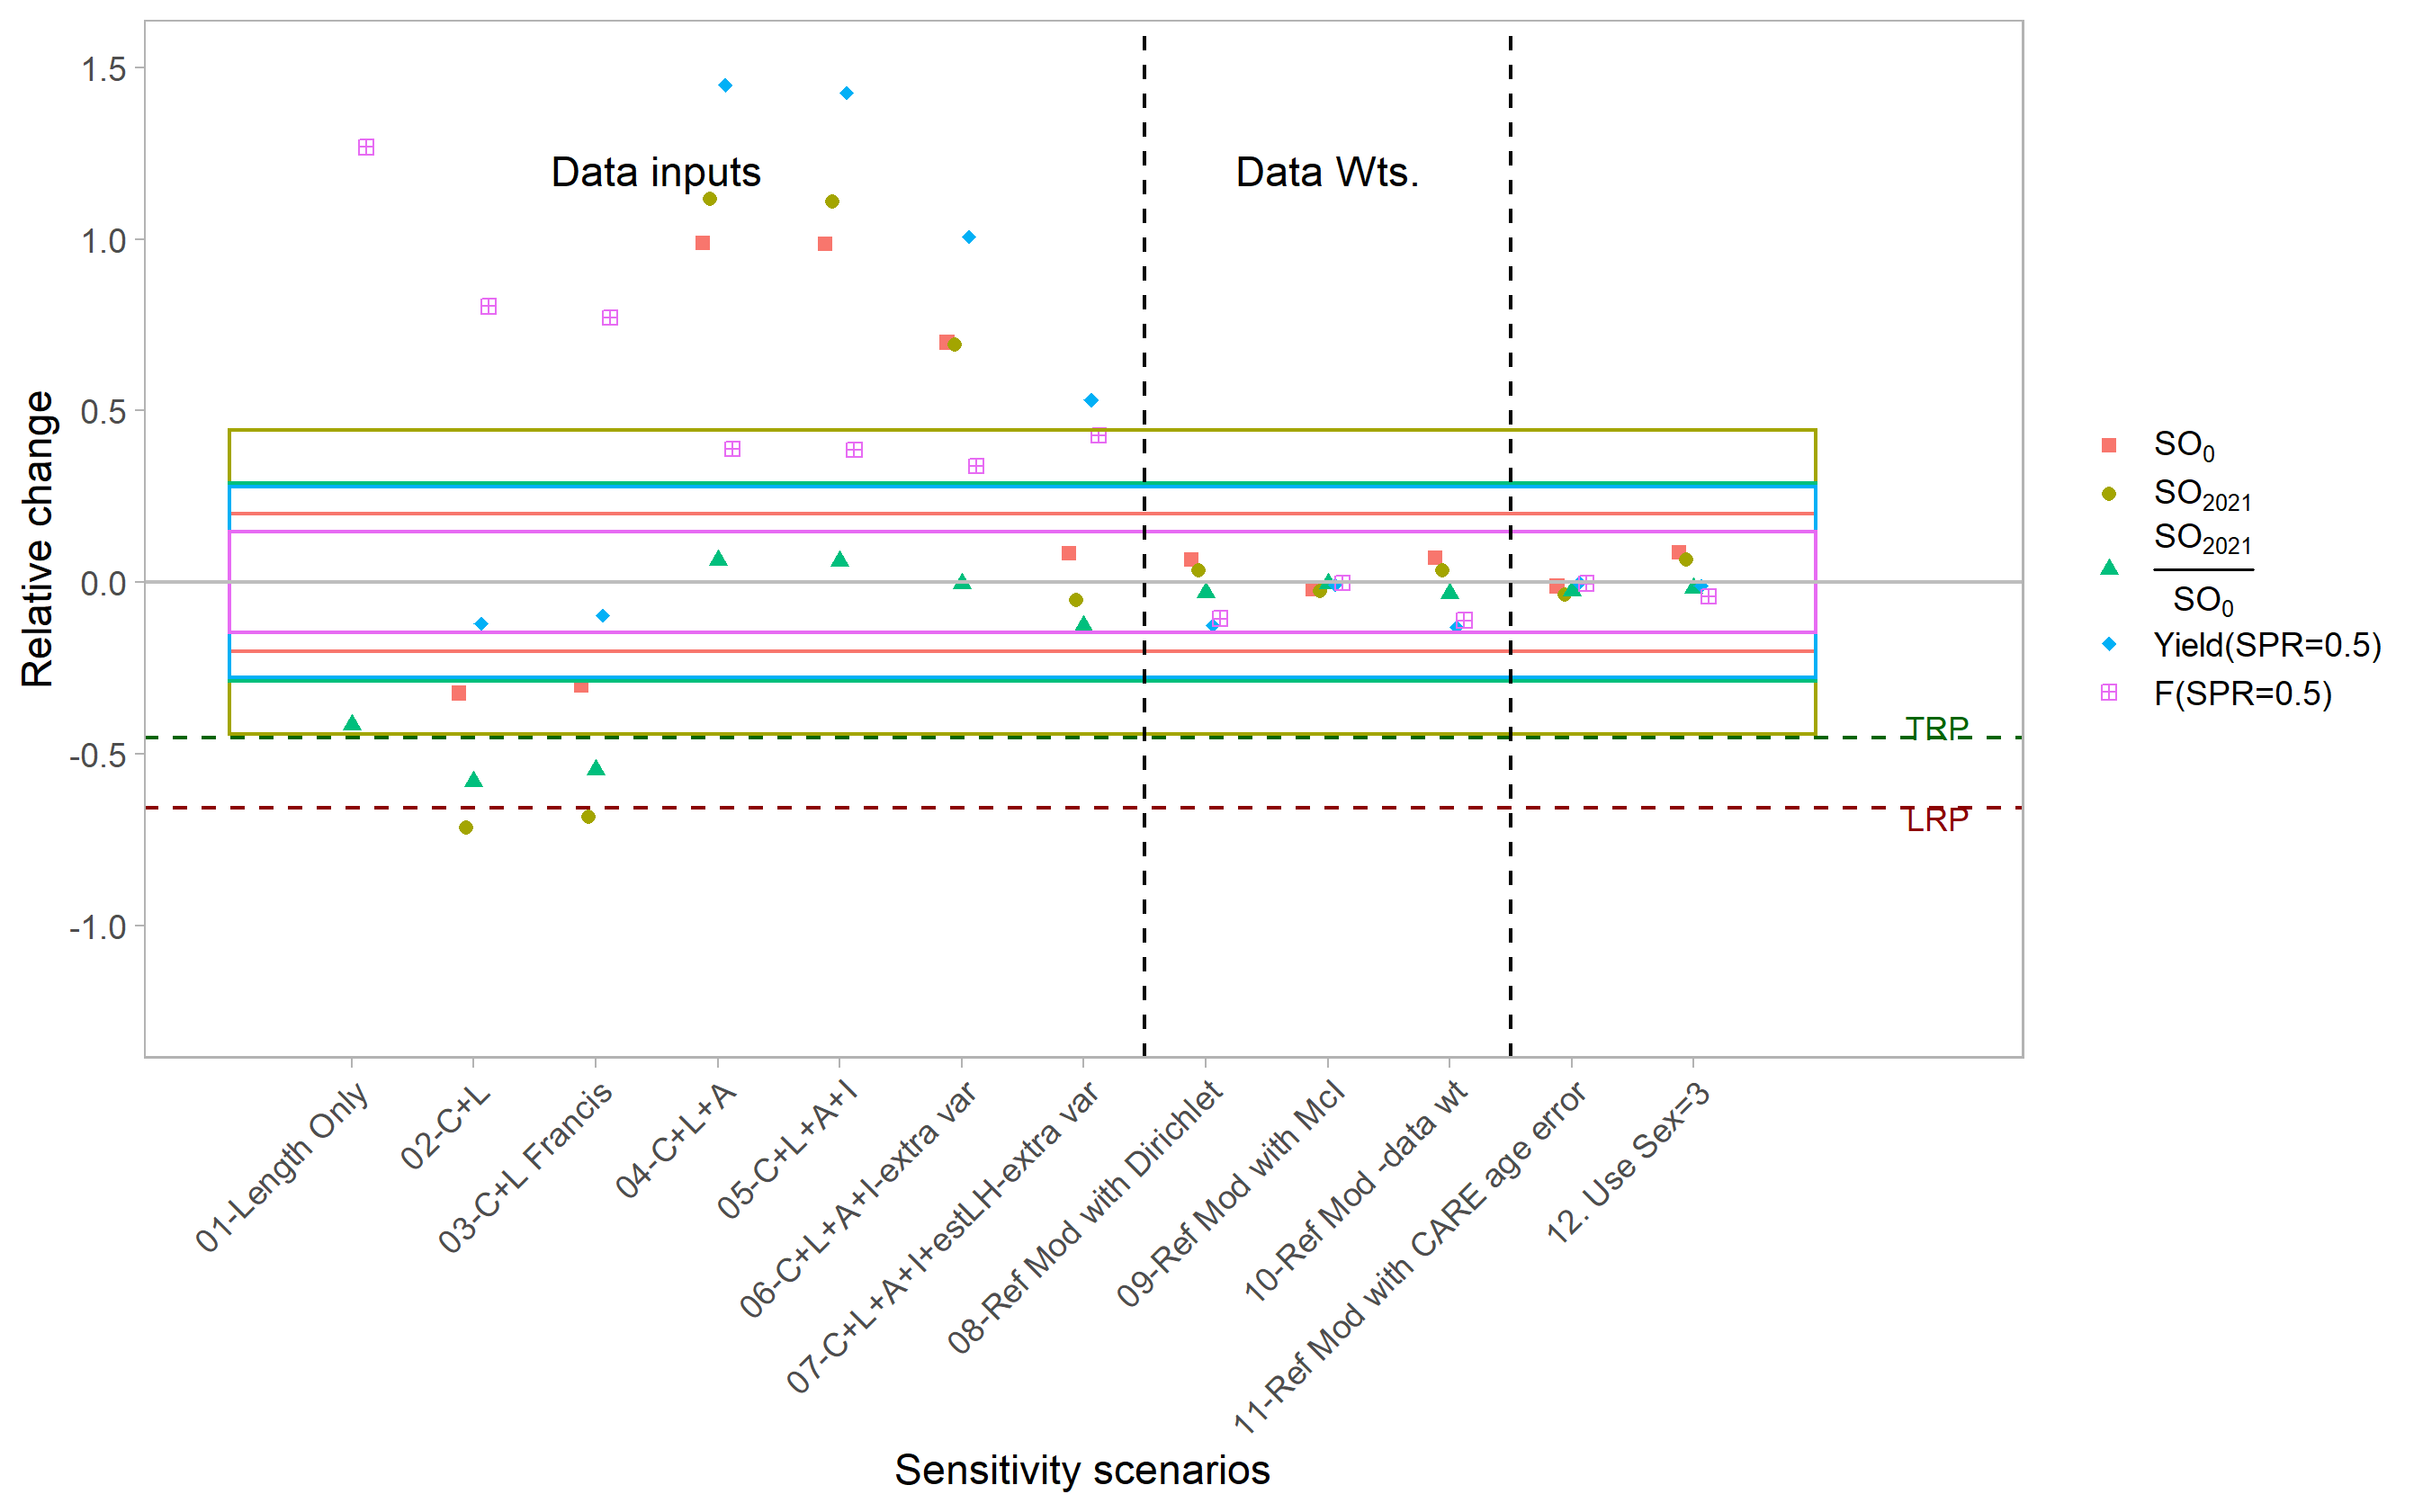 Relative change
1.5
1.0
0.5
0.0
-0.5
-1.0
Data inputs
Data Wts.
TRP
LRP
01-Length Only
02-C+L
03-C+L Francis
04-C+L+A
05-C+L+A+I
06-C+L+A+I-extra var
07-C+L+A+I+estLH-extra var
08-Ref Mod with Dirichlet
09-Ref Mod with McI
10-Ref Mod -data wt
11-Ref Mod with CARE age error
12. Use Sex=3
Sensitivity scenarios
SO₀
SO₂₀₂₁
SO₂₀₂₁
SO₀
Yield(SPR=0.5)
F(SPR=0.5)